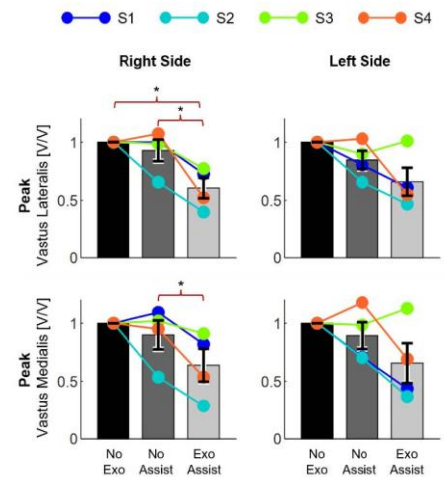 S1 S2 S3 S4
Right Side Left Side
* *
Peak
Vastus Lateralis [V/V]
1
0.5
0
1
0.5
0
*
Peak
Vastus Medialis [V/V]
1
0.5
0
1
0.5
0
No Exo
No Assist
Exo Assist
No Exo
No Assist
Exo Assist